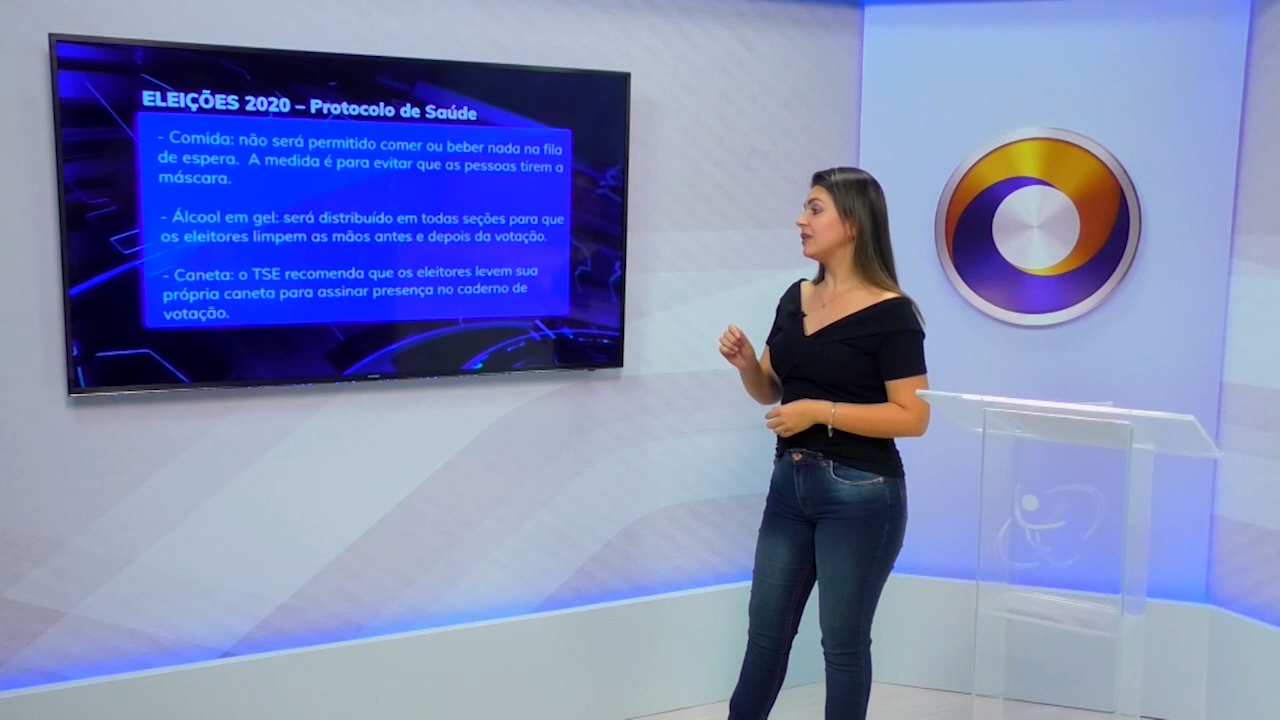 ELEIÇÕES 2020 – Protocolo de Saúde
- Comida: não será permitido comer ou beber nada na fila
de espera. A medida é para evitar que as pessoas tirem a
máscara.
- Álcool em gel: será distribuído em todas seções para que
os eleitores limpem as mãos antes e depois da votação.
- Caneta: o TSE recomenda que os eleitores levem sua
própria caneta para assinar presença no caderno de
votação.